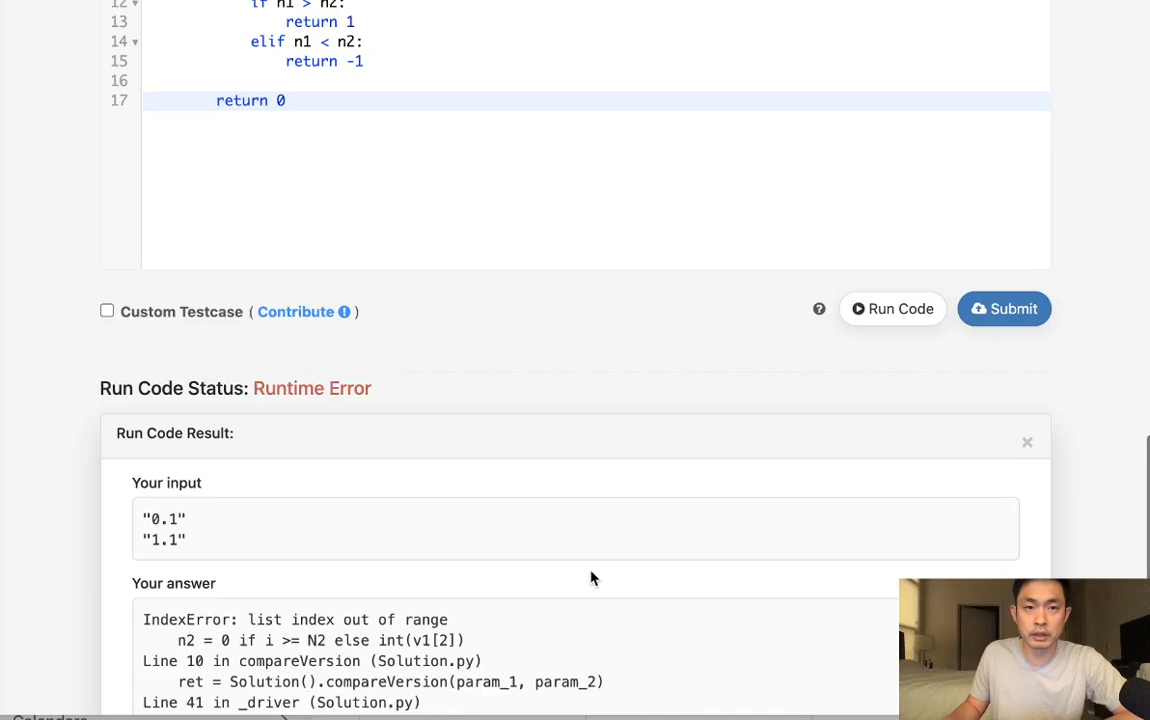 12 if n1 > n2:
13 return 1
14 elif n1 < n2:
15 return -1
16
17 return 0
Custom Testcase ( Contribute )
? Run Code Submit
Run Code Status: Runtime Error
Run Code Result: ×
Your input
"0.1"
"1.1"
Your answer
IndexError: list index out of range
n2 = 0 if i >= N2 else int(v1[2])
Line 10 in compareVersion (Solution.py)
ret = Solution().compareVersion(param_1, param_2)
Line 41 in _driver (Solution.py)